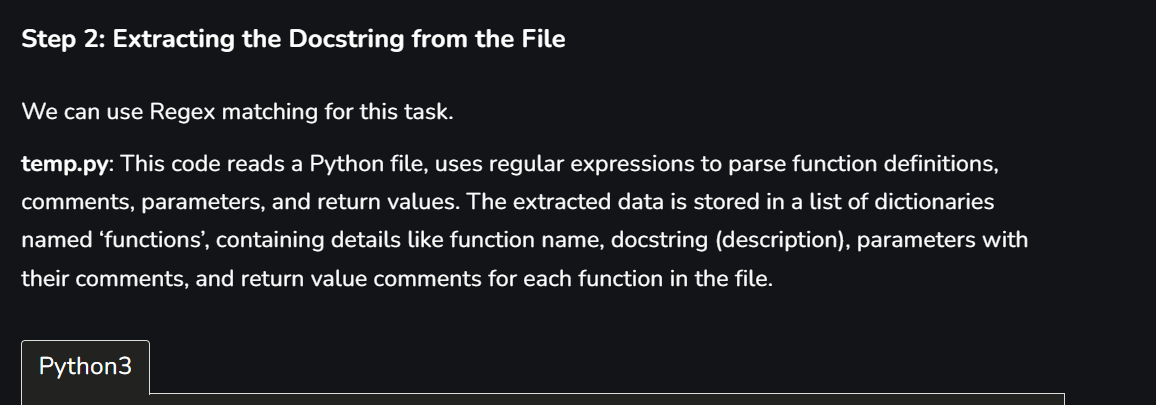 Step 2: Extracting the Docstring from the File
We can use Regex matching for this task.
temp.py: This code reads a Python file, uses regular expressions to parse function definitions,
comments, parameters, and return values. The extracted data is stored in a list of dictionaries
named ‘functions’, containing details like function name, docstring (description), parameters with
their comments, and return value comments for each function in the file.
Python3